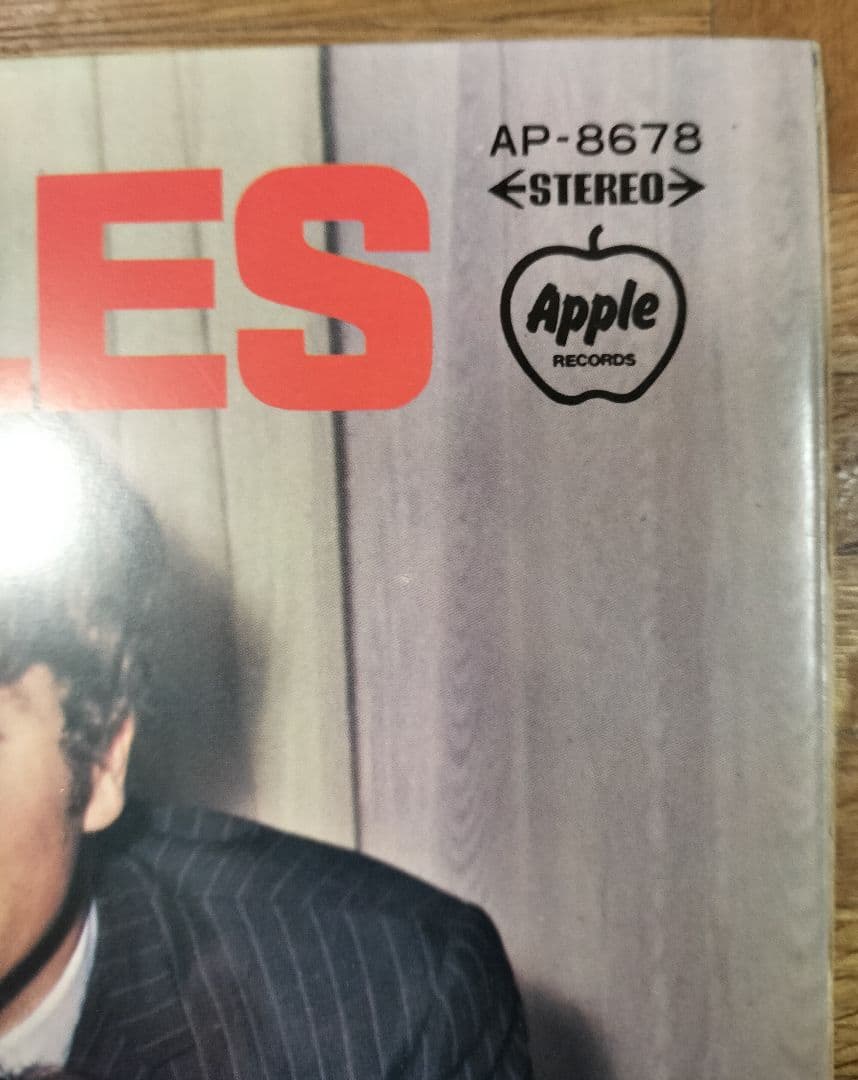 AP-8678
←STEREO→
LES
Apple
RECORDS